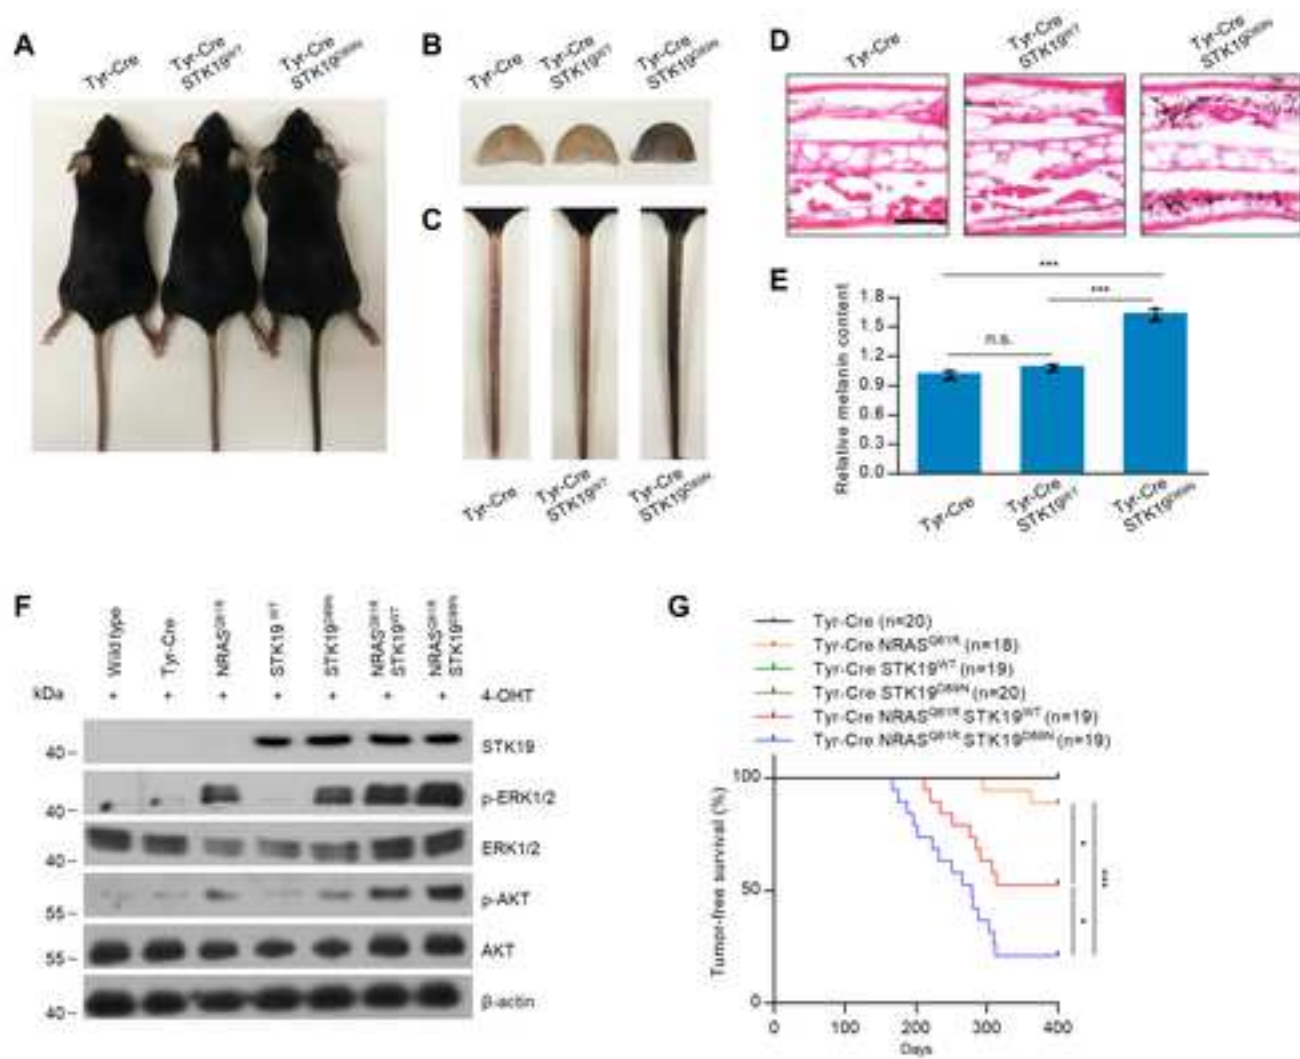 A
Tyr-Cre
Tyr-Cre
STK19WT
Tyr-Cre
STK19D89N
B
Tyr-Cre
Tyr-Cre
STK19WT
Tyr-Cre
STK19D89N
C
Tyr-Cre
Tyr-Cre
STK19WT
Tyr-Cre
STK19D89N
D
Tyr-Cre
Tyr-Cre
STK19WT
Tyr-Cre
STK19D89N
E
Relative melanin content
1.8
1.5
1.2
0.9
0.6
0.3
0.0
***
***
n.s.
Tyr-Cre
Tyr-Cre
STK19WT
Tyr-Cre
STK19D89N
F
Wild type
Tyr-Cre
NRASQ61R
STK19WT
STK19D89N
NRASQ61R
STK19WT
NRASQ61R
STK19D89N
kDa
+ + + + + + + 4-OHT
40 – STK19
40 – p-ERK1/2
40 – ERK1/2
55 – p-AKT
55 – AKT
40 – β-actin
G
Tyr-Cre (n=20)
Tyr-Cre NRASQ61R (n=18)
Tyr-Cre STK19WT (n=19)
Tyr-Cre STK19D89N (n=20)
Tyr-Cre NRASQ61R STK19WT (n=19)
Tyr-Cre NRASQ61R STK19D89N (n=19)
Tumor-free survival (%)
100
50
0
0 100 200 300 400
Days
*
*
***